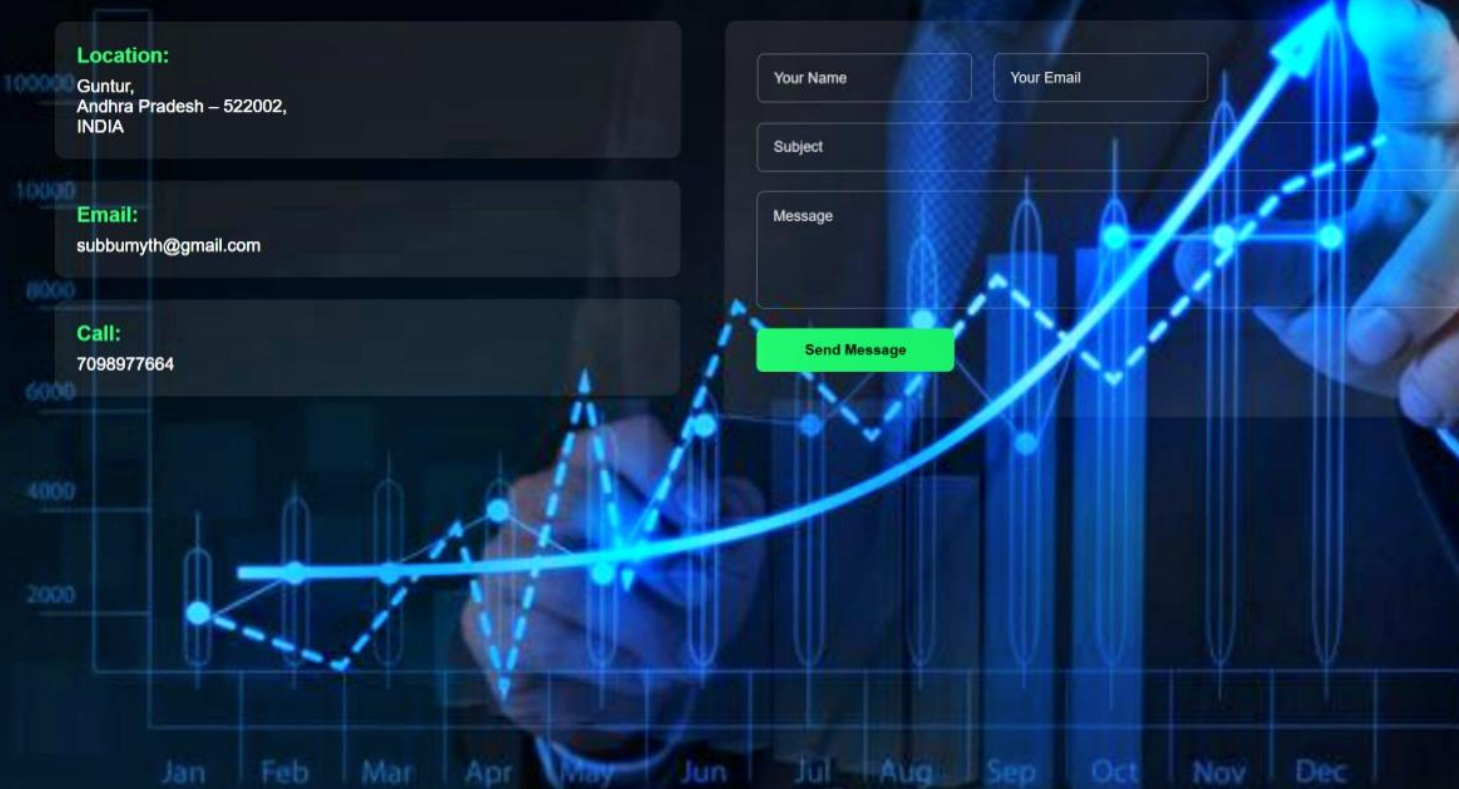 Location:
Guntur,
Andhra Pradesh – 522002,
INDIA
Email:
subbumyth@gmail.com
Call:
7098977664
Your Name
Your Email
Subject
Message
Send Message
100000
10000
8000
6000
4000
2000
Jan Feb Mar Apr May Jun Jul Aug Sep Oct Nov Dec